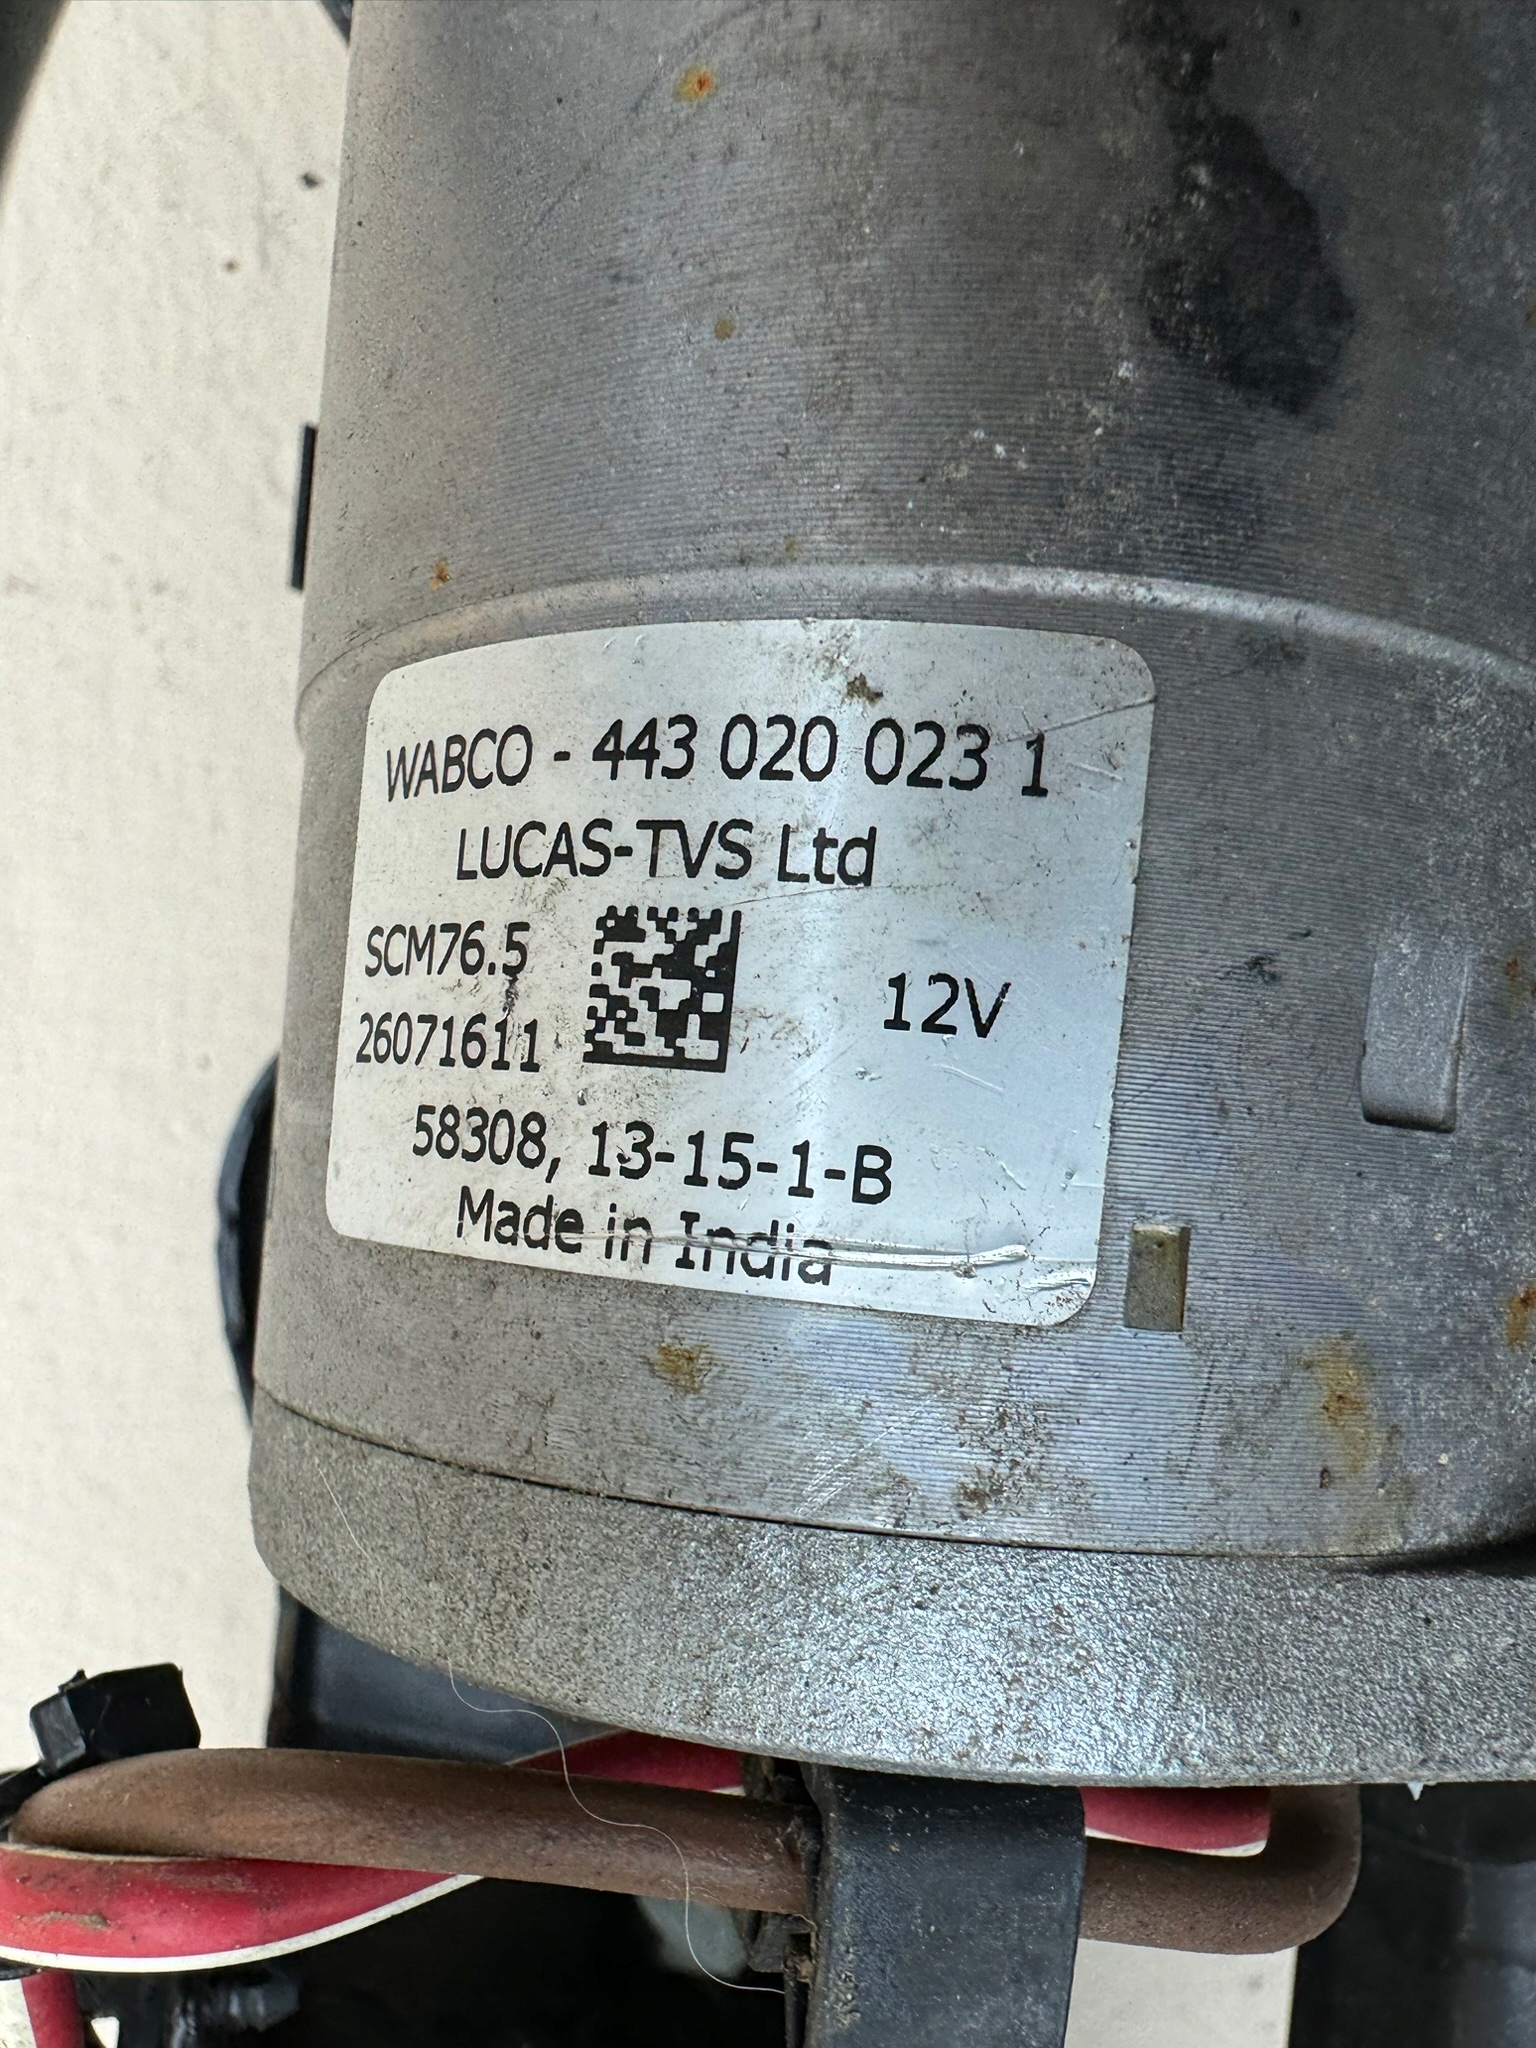 WABCO - 443 020 023 1
LUCAS-TVS Ltd
SCM76.5
26071611
12V
58308, 13-15-1-B
Made in India